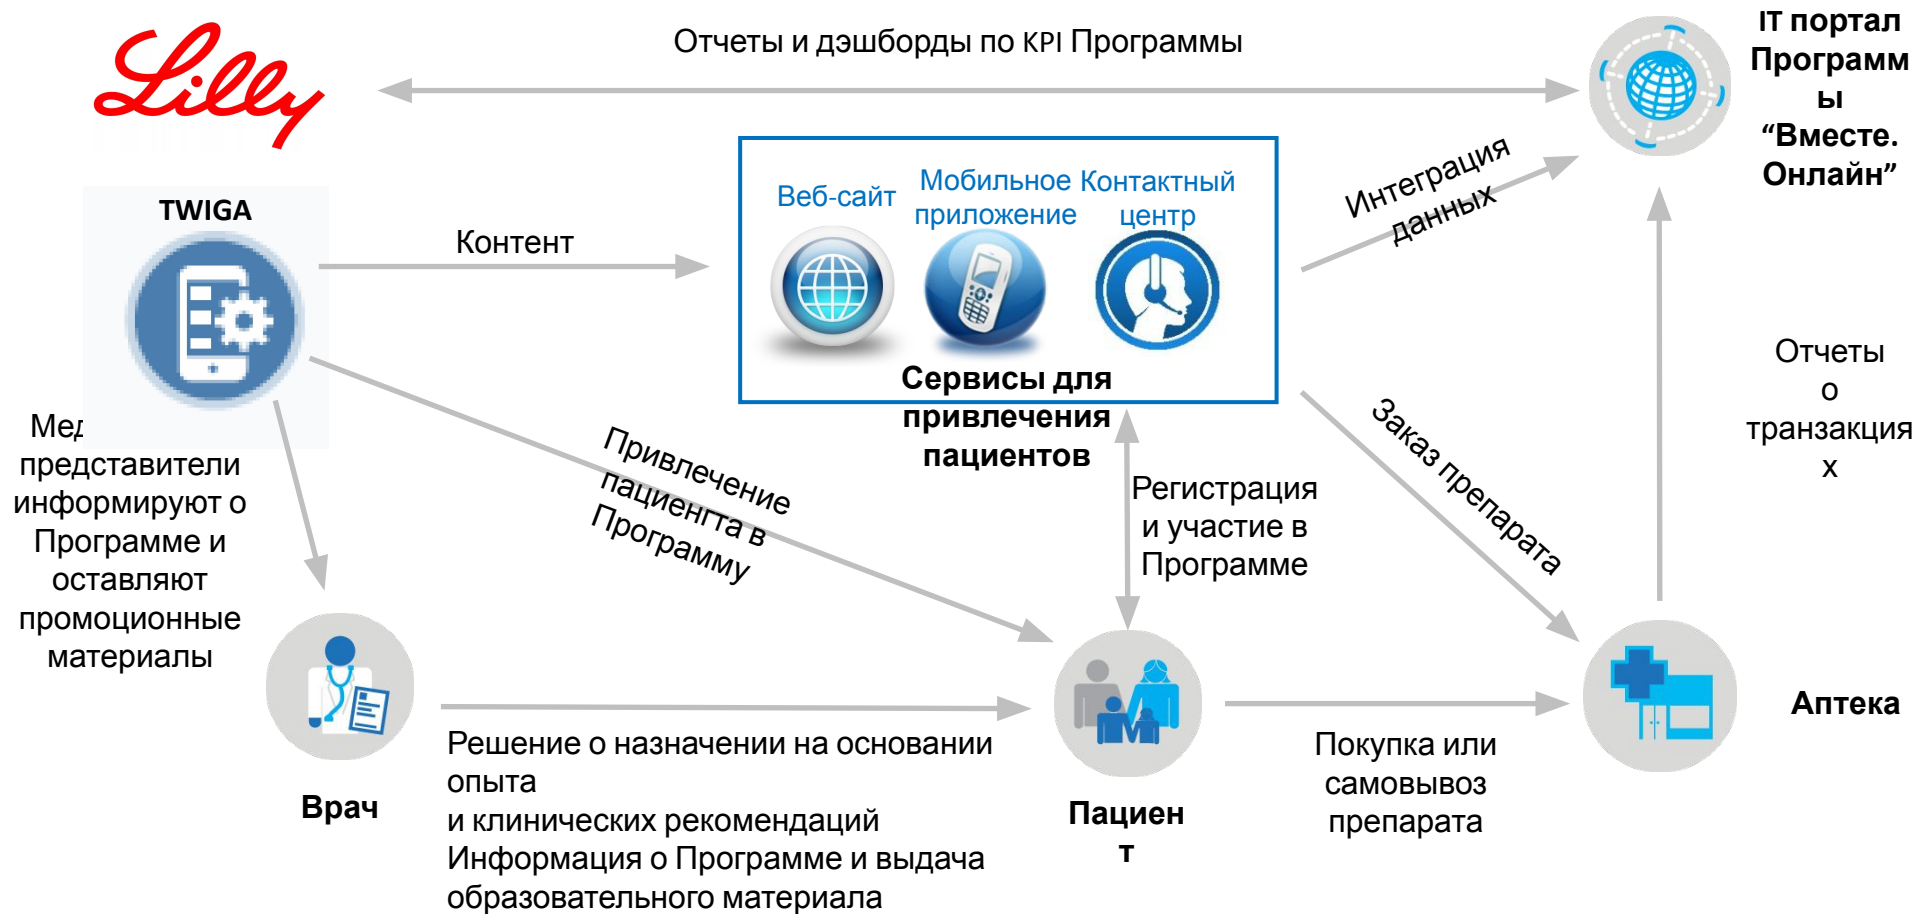 Lilly
Отчеты и дэшборды по KPI Программы
IT портал
Программ
ы
“Вместе.
Онлайн”
TWIGA
Контент
Веб-сайт
Мобильное
приложение
Контактный
центр
Сервисы для
привлечения
пациентов
Интеграция
данных
Отчеты
о
транзакция
х
представители
информируют о
Программе и
оставляют
промоционные
материалы
Привлечение
пациенгта в
Программу
Регистрация
и участие в
Программе
Заказ препарата
Врач
Решение о назначении на основании
опыта
и клинических рекомендаций
Информация о Программе и выдача
образовательного материала
Пациен
т
Покупка или
самовывоз
препарата
Аптека